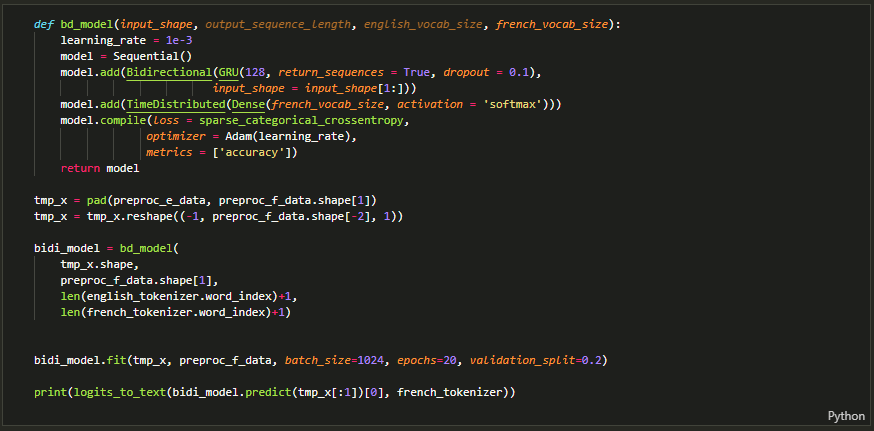 def bd_model(input_shape, output_sequence_length, english_vocab_size, french_vocab_size):
    learning_rate = 1e-3
    model = Sequential()
    model.add(Bidirectional(GRU(128, return_sequences = True, dropout = 0.1),
                           input_shape = input_shape[1:]))
    model.add(TimeDistributed(Dense(french_vocab_size, activation = 'softmax')))
    model.compile(loss = sparse_categorical_crossentropy,
                 optimizer = Adam(learning_rate),
                 metrics = ['accuracy'])
    return model

tmp_x = pad(preproc_e_data, preproc_f_data.shape[1])
tmp_x = tmp_x.reshape((-1, preproc_f_data.shape[-2], 1))

bidi_model = bd_model(
    tmp_x.shape,
    preproc_f_data.shape[1],
    len(english_tokenizer.word_index)+1,
    len(french_tokenizer.word_index)+1)


bidi_model.fit(tmp_x, preproc_f_data, batch_size=1024, epochs=20, validation_split=0.2)

print(logits_to_text(bidi_model.predict(tmp_x[:1])[0], french_tokenizer))
Python